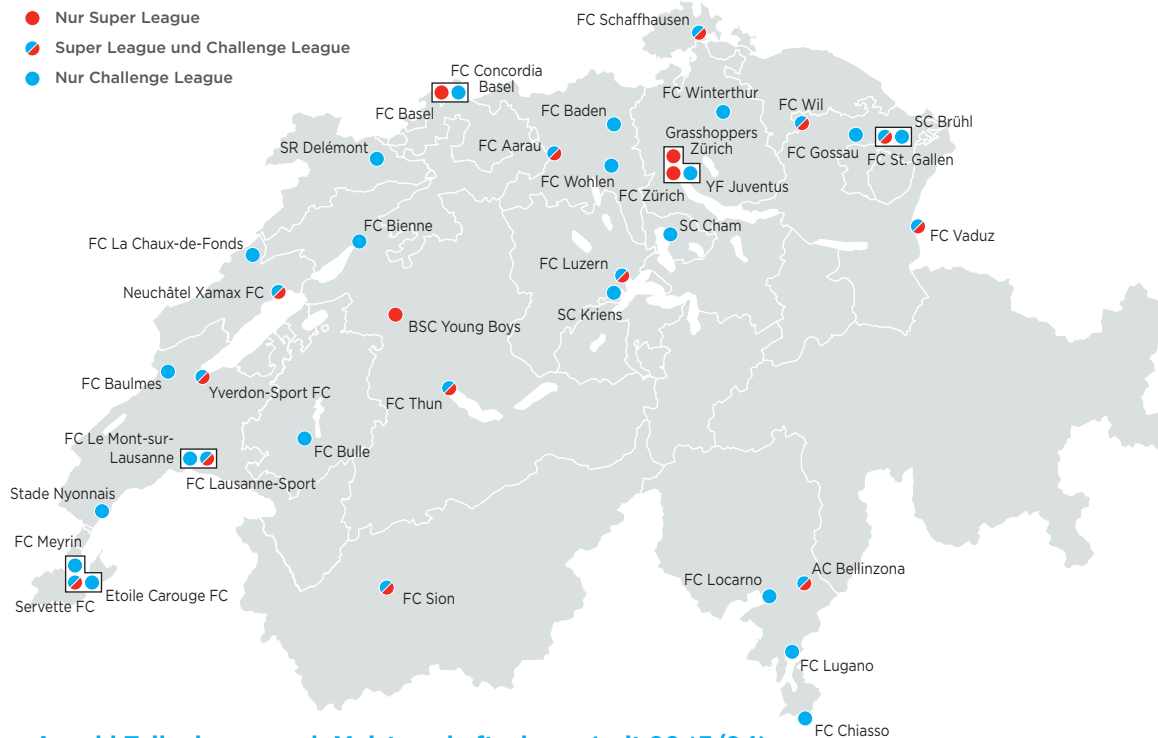 Nur Super League
Super League und Challenge League
Nur Challenge League
FC Schaffhausen
FC Concordia
Basel
FC Basel
FC Baden
FC Winterthur
FC Wil
SC Brühl
Grasshoppers
Zürich
FC Aarau
SR Delémont
FC Gossau
FC St. Gallen
FC Wohlen
FC Zürich
YF Juventus
FC Bienne
SC Cham
FC Vaduz
FC La Chaux-de-Fonds
FC Luzern
Neuchâtel Xamax FC
SC Kriens
BSC Young Boys
FC Baulmes
Yverdon-Sport FC
FC Thun
FC Le Mont-sur-
Lausanne
FC Bulle
FC Lausanne-Sport
Stade Nyonnais
FC Meyrin
Etoile Carouge FC
Servette FC
FC Sion
AC Bellinzona
FC Locarno
FC Lugano
FC Chiasso